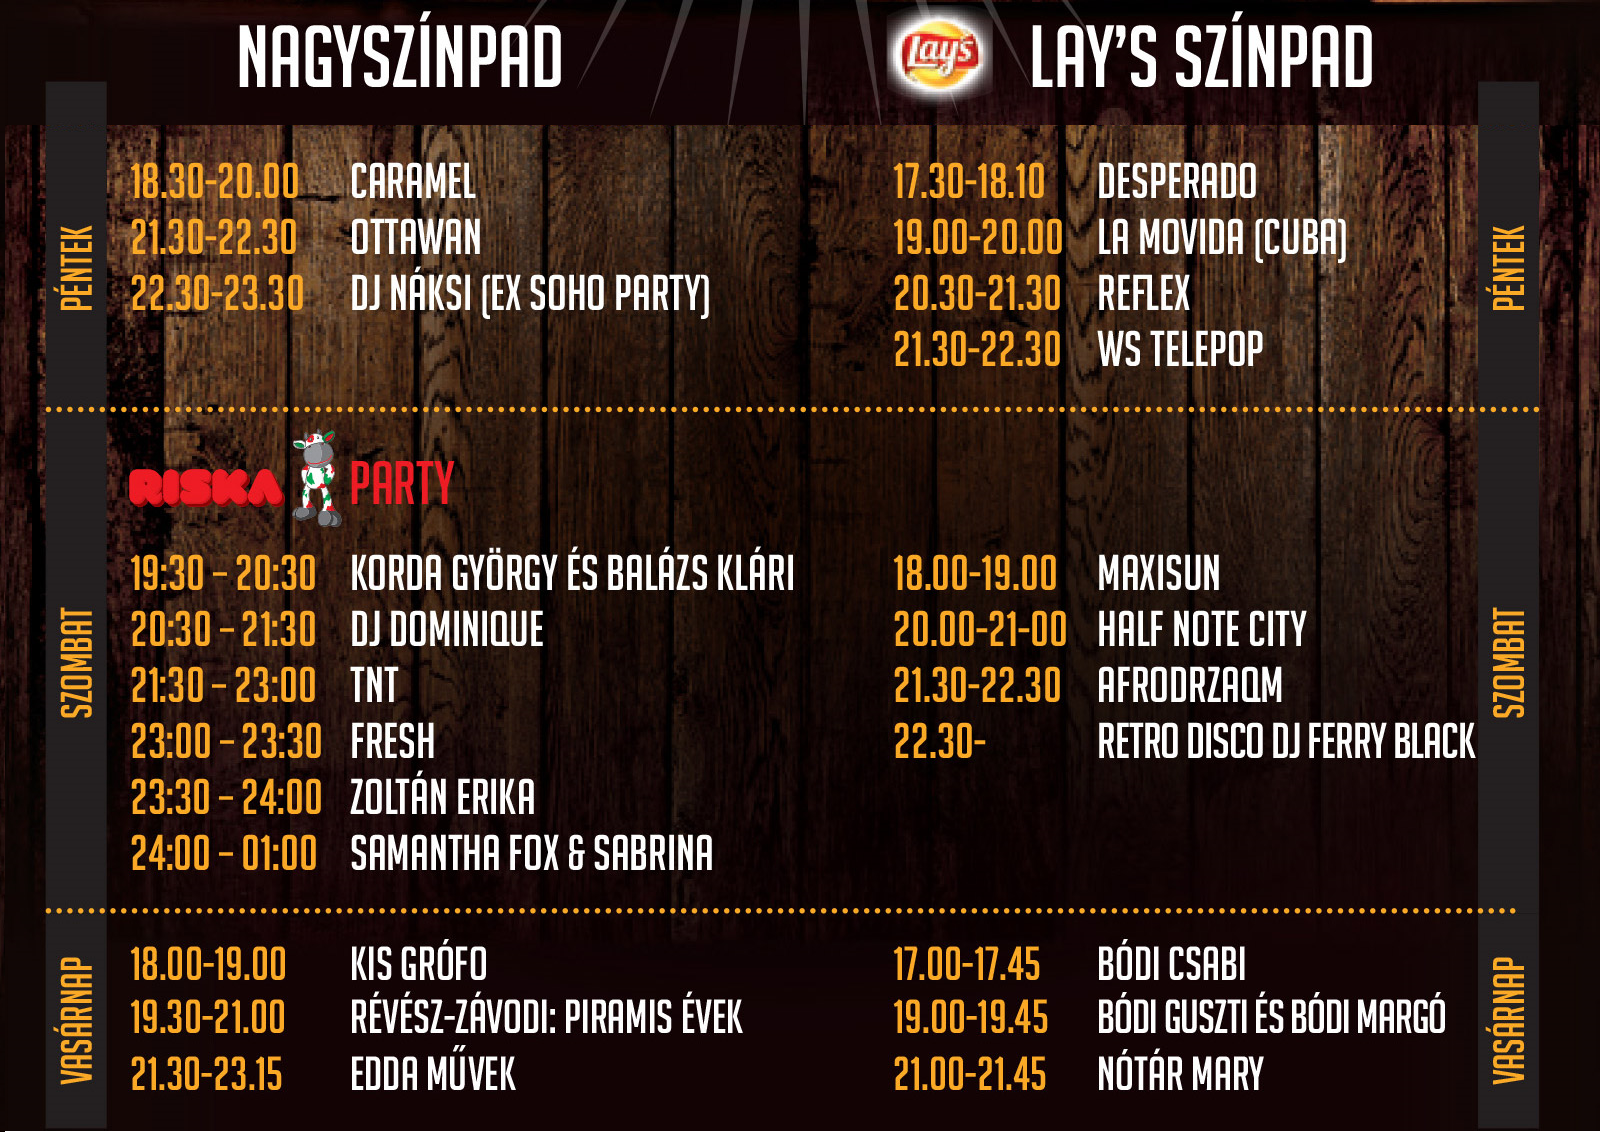 NAGYSZÍNPAD
Lay's LAY'S SZÍNPAD
PÉNTEK
18.30-20.00 CARAMEL
21.30-22.30 OTTAWAN
22.30-23.30 DJ NÁKSI (EX SOHO PARTY)
17.30-18.10 DESPERADO
19.00-20.00 LA MOVIDA (CUBA)
20.30-21.30 REFLEX
21.30-22.30 WS TELEPOP
PÉNTEK
SZOMBAT
RISKA PARTY
19:30 – 20:30 KORDA GYÖRGY ÉS BALÁZS KLÁRI
20:30 – 21:30 DJ DOMINIQUE
21:30 – 23:00 TNT
23:00 – 23:30 FRESH
23:30 – 24:00 ZOLTÁN ERIKA
24:00 – 01:00 SAMANTHA FOX & SABRINA
18.00-19.00 MAXISUN
20.00-21-00 HALF NOTE CITY
21.30-22.30 AFRODRZAQM
22.30- RETRO DISCO DJ FERRY BLACK
SZOMBAT
VASÁRNAP
18.00-19.00 KIS GRÓFO
19.30-21.00 RÉVÉSZ-ZÁVODI: PIRAMIS ÉVEK
21.30-23.15 EDDA MŰVEK
17.00-17.45 BÓDI CSABI
19.00-19.45 BÓDI GUSZTI ÉS BÓDI MARGÓ
21.00-21.45 NÓTÁR MARY
VASÁRNAP